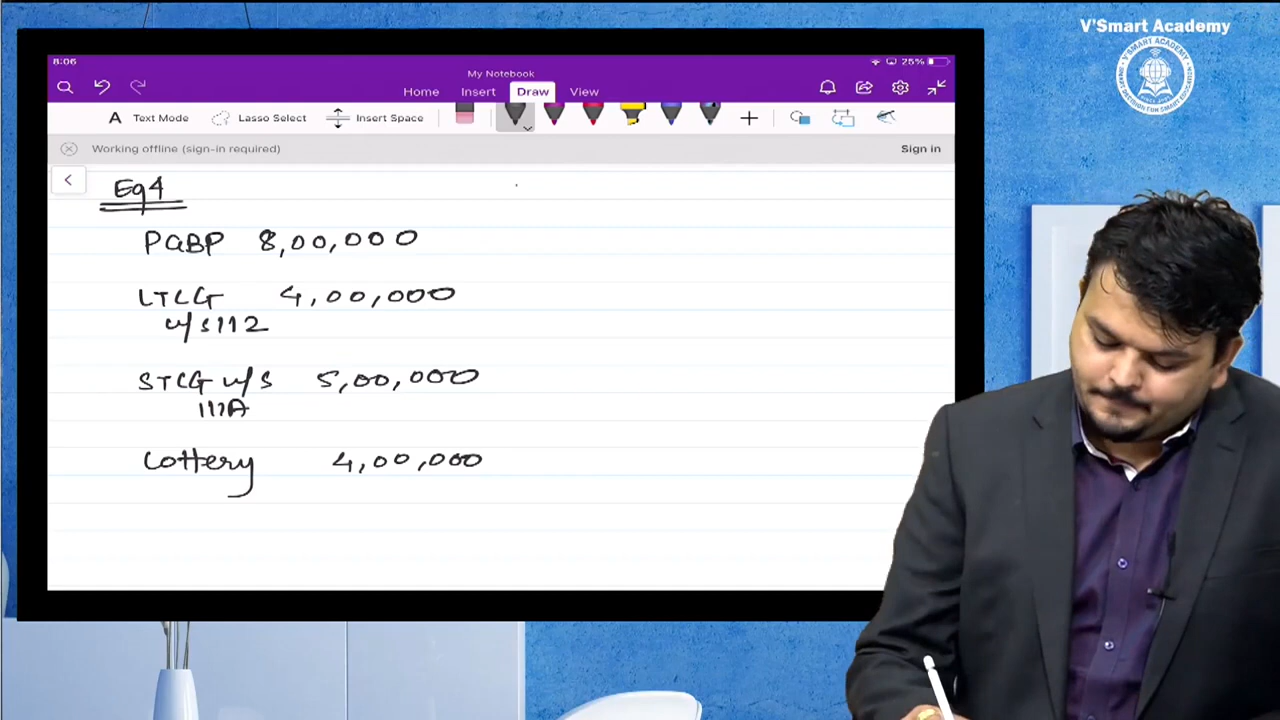 V'Smart Academy
8:06
25%
My Notebook
Home Insert Draw View
Text Mode Lasso Select Insert Space
Working offline (sign-in required) Sign in
Eg 4
PGBP 8,00,000
LTCG 4,00,000
u/s 112
STCG u/s 5,00,000
111A
Lottery 4,00,000